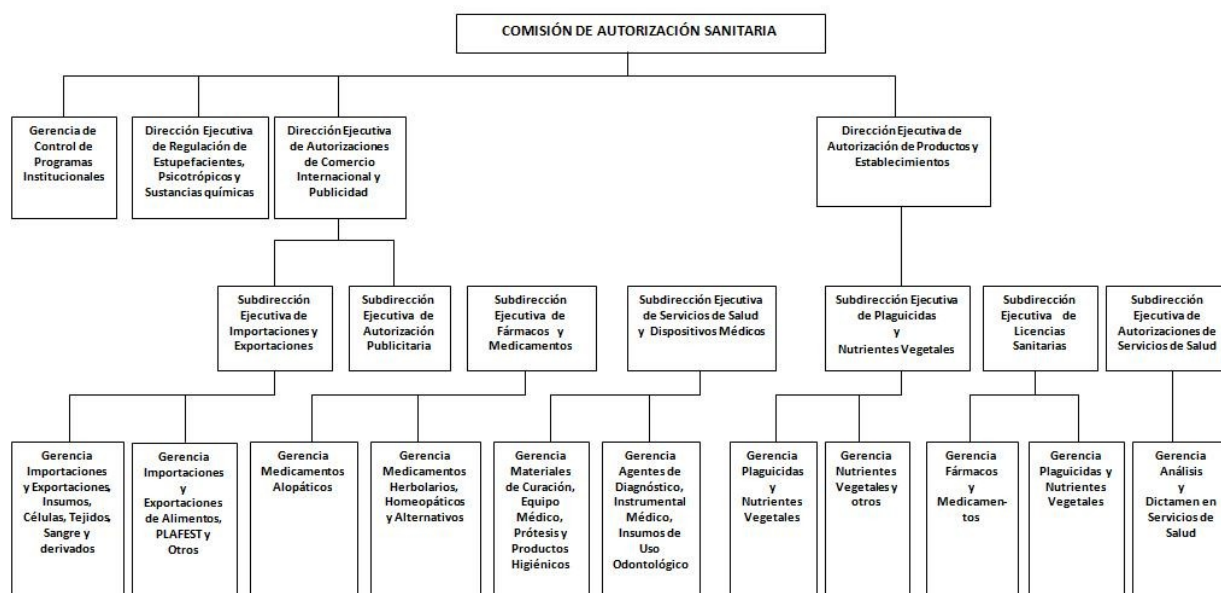 COMISIÓN DE AUTORIZACIÓN SANITARIA
Gerencia de
Control de
Programas
Institucionales
Dirección Ejecutiva
de Regulación de
Estupefacientes,
Psicotrópicos y
Sustancias químicas
Dirección Ejecutiva
de Autorizaciones
de Comercio
Internacional y
Publicidad
Dirección Ejecutiva de
Autorización de Productos y
Establecimientos
Subdirección
Ejecutiva de
Importaciones y
Exportaciones
Subdirección
Ejecutiva de
Autorización
Publicitaria
Subdirección
Ejecutiva de
Fármacos y
Medicamentos
Subdirección Ejecutiva
de Servicios de Salud
y Dispositivos Médicos
Subdirección Ejecutiva
de Plaguicidas
y
Nutrientes Vegetales
Subdirección
Ejecutiva de
Licencias
Sanitarias
Subdirección
Ejecutiva de
Autorizaciones de
Servicios de Salud
Gerencia
Importaciones
y Exportaciones,
Insumos,
Células, Tejidos,
Sangre y
derivados
Gerencia
Importaciones
y
Exportaciones
de Alimentos,
PLAFEST y
Otros
Gerencia
Medicamentos
Alopáticos
Gerencia
Medicamentos
Herbolarios,
Homeopáticos
y Alternativos
Gerencia
Materiales
de Curación,
Equipo
Médico,
Prótesis y
Productos
Higiénicos
Gerencia
Agentes de
Diagnóstico,
Instrumental
Médico,
Insumos de
Uso
Odontológico
Gerencia
Plaguicidas
y
Nutrientes
Vegetales
Gerencia
Nutrientes
Vegetales y
otros
Gerencia
Fármacos
y
Medicamen-
tos
Gerencia
Plaguicidas y
Nutrientes
Vegetales
Gerencia
Análisis
y
Dictamen en
Servicios de
Salud